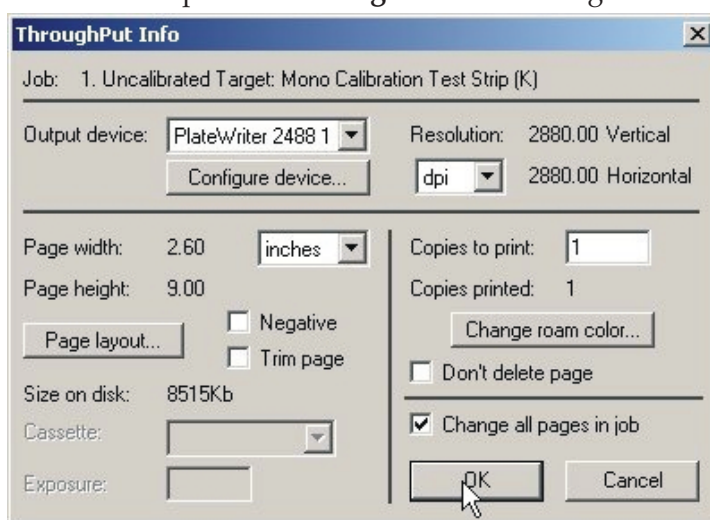 ThroughPut Info
Job: 1. Uncalibrated Target: Mono Calibration Test Strip (K)
Output device: PlateWriter 2488 1
Configure device...
Resolution: 2880.00 Vertical
dpi 2880.00 Horizontal
Page width: 2.60 inches
Page height: 9.00
Page layout...
Negative
Trim page
Size on disk: 8515Kb
Cassette:
Exposure:
Copies to print: 1
Copies printed: 1
Change roam color...
Don't delete page
Change all pages in job
OK Cancel